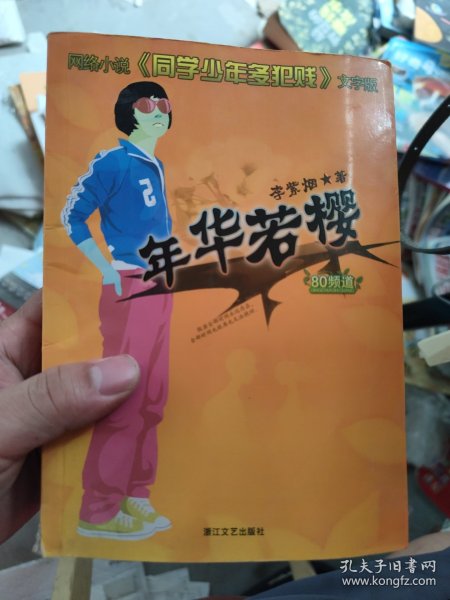 网络小说《同学少年多犯贱》文字版
李紫烟★著
年华若樱
80频道
2
浙江文艺出版社
孔夫子旧书网
www.kongfz.com